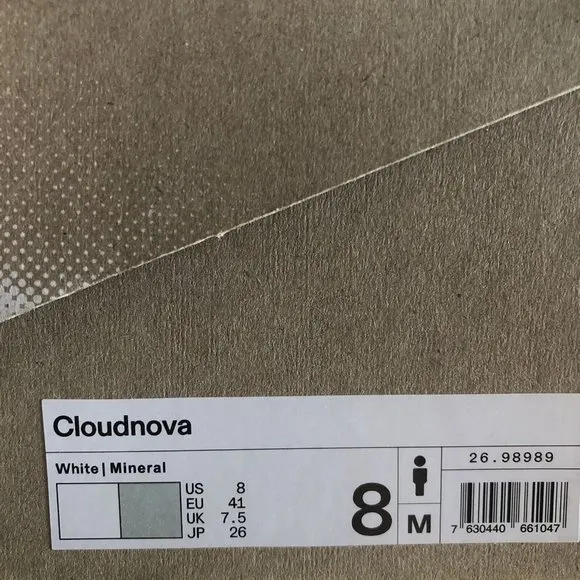 Cloudnova
White | Mineral
US 8
EU 41
UK 7.5
JP 26
8
M
26.98989
7 630440 661047